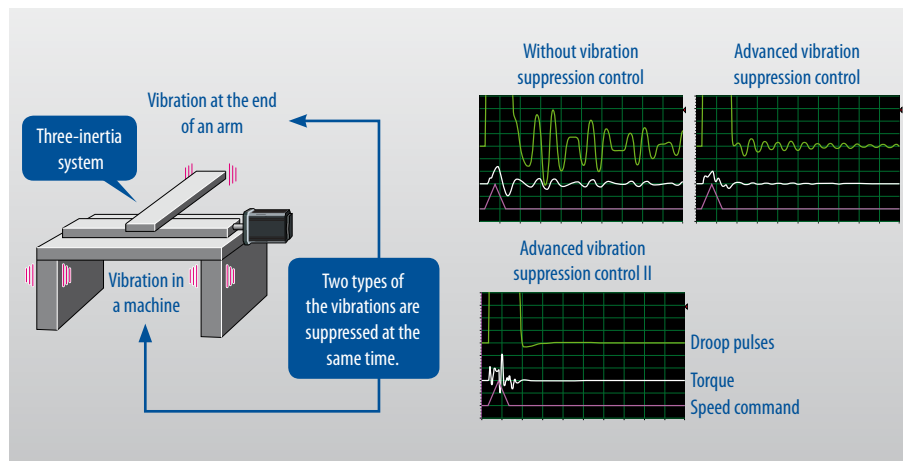 Vibration at the end
of an arm
Three-inertia
system
Vibration in
a machine
Two types of
the vibrations are
suppressed at the
same time.
Without vibration
suppression control
Advanced vibration
suppression control
Advanced vibration
suppression control II
Droop pulses
Torque
Speed command